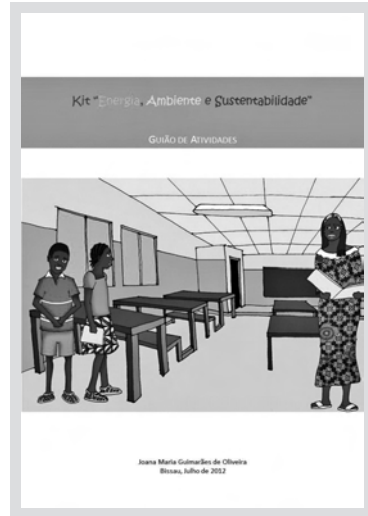 Kit "Energia, Ambiente e Sustentabilidade"
GUIÃO DE ATIVIDADES
Joana Maria Guimarães de Oliveira
Bissau, Julho de 2012